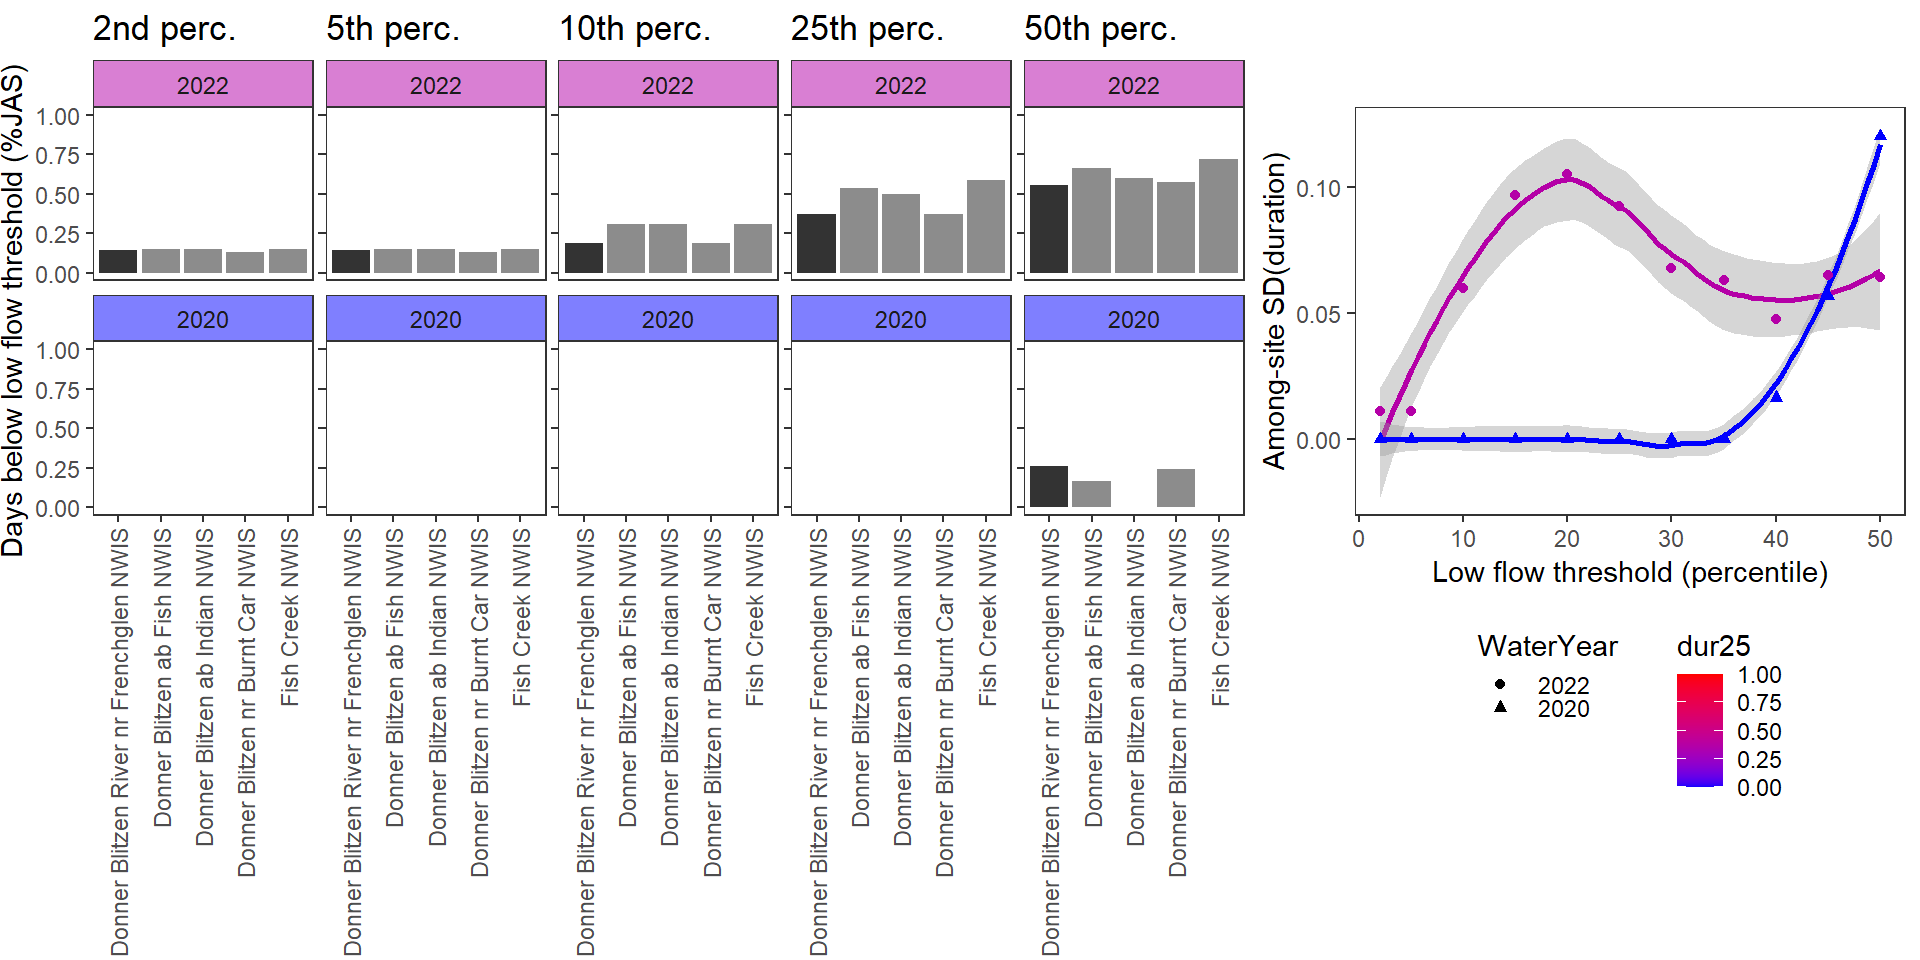 2nd perc.
5th perc.
10th perc.
25th perc.
50th perc.
Days below low flow threshold (%JAS)
2022
2022
2022
2022
2022
1.00
0.75
0.50
0.25
0.00
2020
2020
2020
2020
2020
1.00
0.75
0.50
0.25
0.00
Donner Blitzen River nr Frenchglen NWIS
Donner Blitzen ab Fish NWIS
Donner Blitzen ab Indian NWIS
Donner Blitzen nr Burnt Car NWIS
Fish Creek NWIS
Donner Blitzen River nr Frenchglen NWIS
Donner Blitzen ab Fish NWIS
Donner Blitzen ab Indian NWIS
Donner Blitzen nr Burnt Car NWIS
Fish Creek NWIS
Donner Blitzen River nr Frenchglen NWIS
Donner Blitzen ab Fish NWIS
Donner Blitzen ab Indian NWIS
Donner Blitzen nr Burnt Car NWIS
Fish Creek NWIS
Donner Blitzen River nr Frenchglen NWIS
Donner Blitzen ab Fish NWIS
Donner Blitzen ab Indian NWIS
Donner Blitzen nr Burnt Car NWIS
Fish Creek NWIS
Donner Blitzen River nr Frenchglen NWIS
Donner Blitzen ab Fish NWIS
Donner Blitzen ab Indian NWIS
Donner Blitzen nr Burnt Car NWIS
Fish Creek NWIS
Among-site SD(duration)
0.10
0.05
0.00
0
10
20
30
40
50
Low flow threshold (percentile)
WaterYear
2022
2020
dur25
1.00
0.75
0.50
0.25
0.00